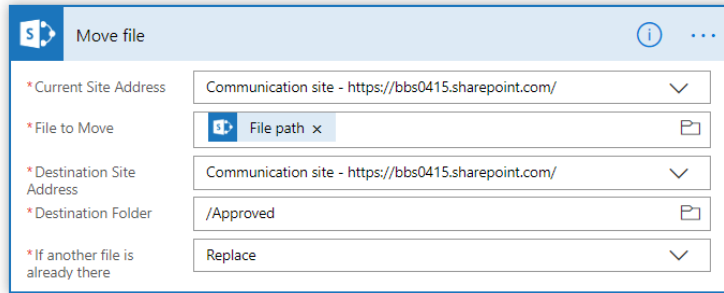 Move file
*Current Site Address
Communication site - https://bbs0415.sharepoint.com/
*File to Move
File path ×
*Destination Site
Address
Communication site - https://bbs0415.sharepoint.com/
*Destination Folder
/Approved
*If another file is
already there
Replace